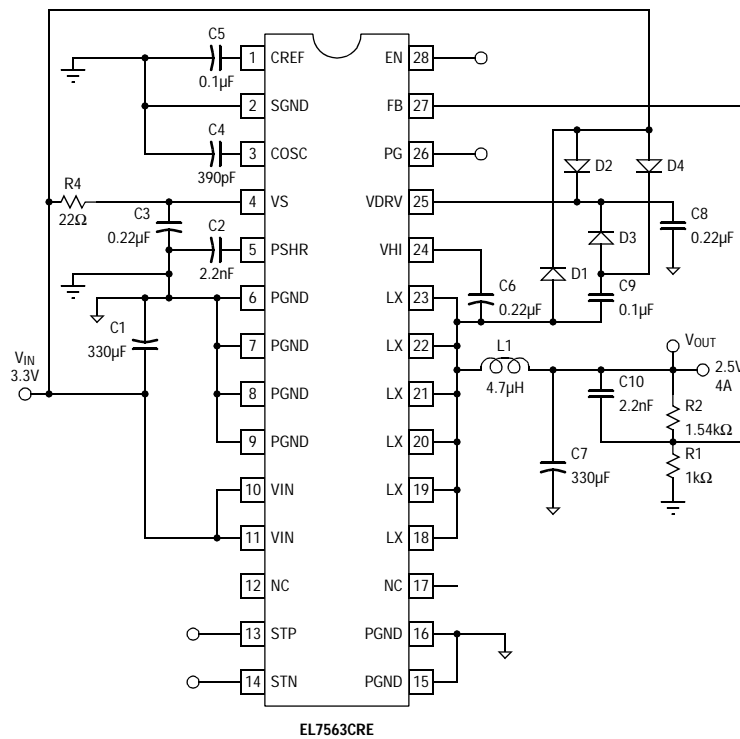 C5
0.1µF
1 CREF
EN 28
2 SGND
FB 27
C4
390pF
3 COSC
PG 26
D2
D4
R4
22Ω
4 VS
VDRV 25
C3
0.22µF
C2
2.2nF
5 PSHR
VHI 24
D3
C8
0.22µF
D1
6 PGND
LX 23
C6
0.22µF
C9
0.1µF
C1
330µF
7 PGND
LX 22
VIN
3.3V
L1
4.7µH
VOUT
2.5V
4A
8 PGND
LX 21
C10
2.2nF
R2
1.54kΩ
9 PGND
LX 20
C7
330µF
R1
1kΩ
10 VIN
LX 19
11 VIN
LX 18
12 NC
NC 17
13 STP
PGND 16
14 STN
PGND 15
EL7563CRE